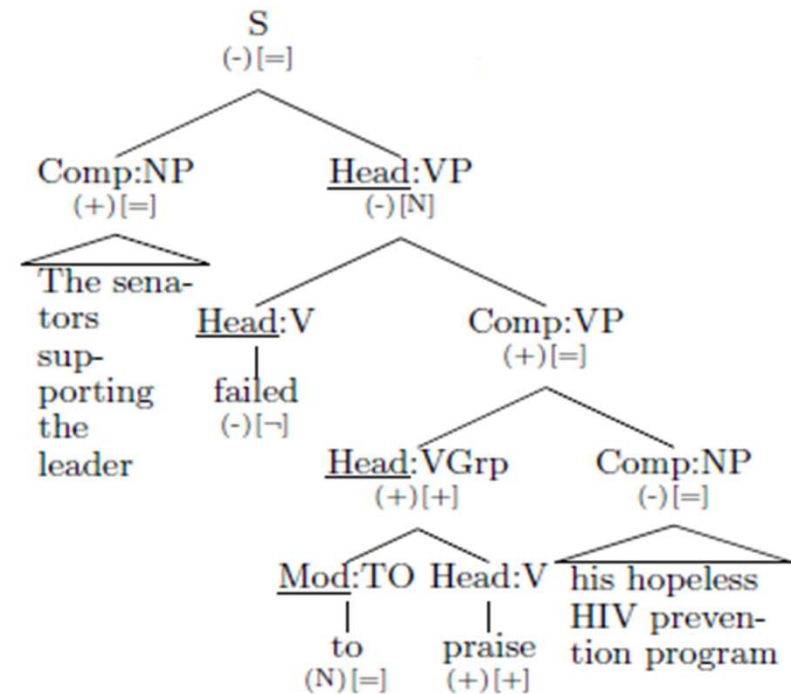 S
(-)[=]
Comp:NP Head:VP
(+)[=] (-)[N]
The sena-
tors
sup-
porting
the
leader
Head:V Comp:VP
failed (+)[=]
(-)[¬]
Head:VGrp Comp:NP
(+)[+] (-)[=]
Mod:TO Head:V his hopeless
HIV preven-
tion program
to praise
(N)[=] (+)[+]